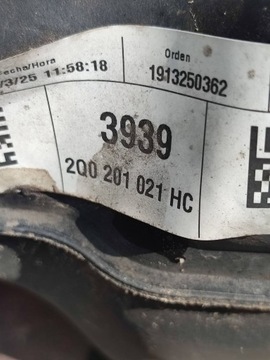 Fecha/Hora
/3/25 11:58:18
Orden
1913250362
3939
2Q0 201 021 HC